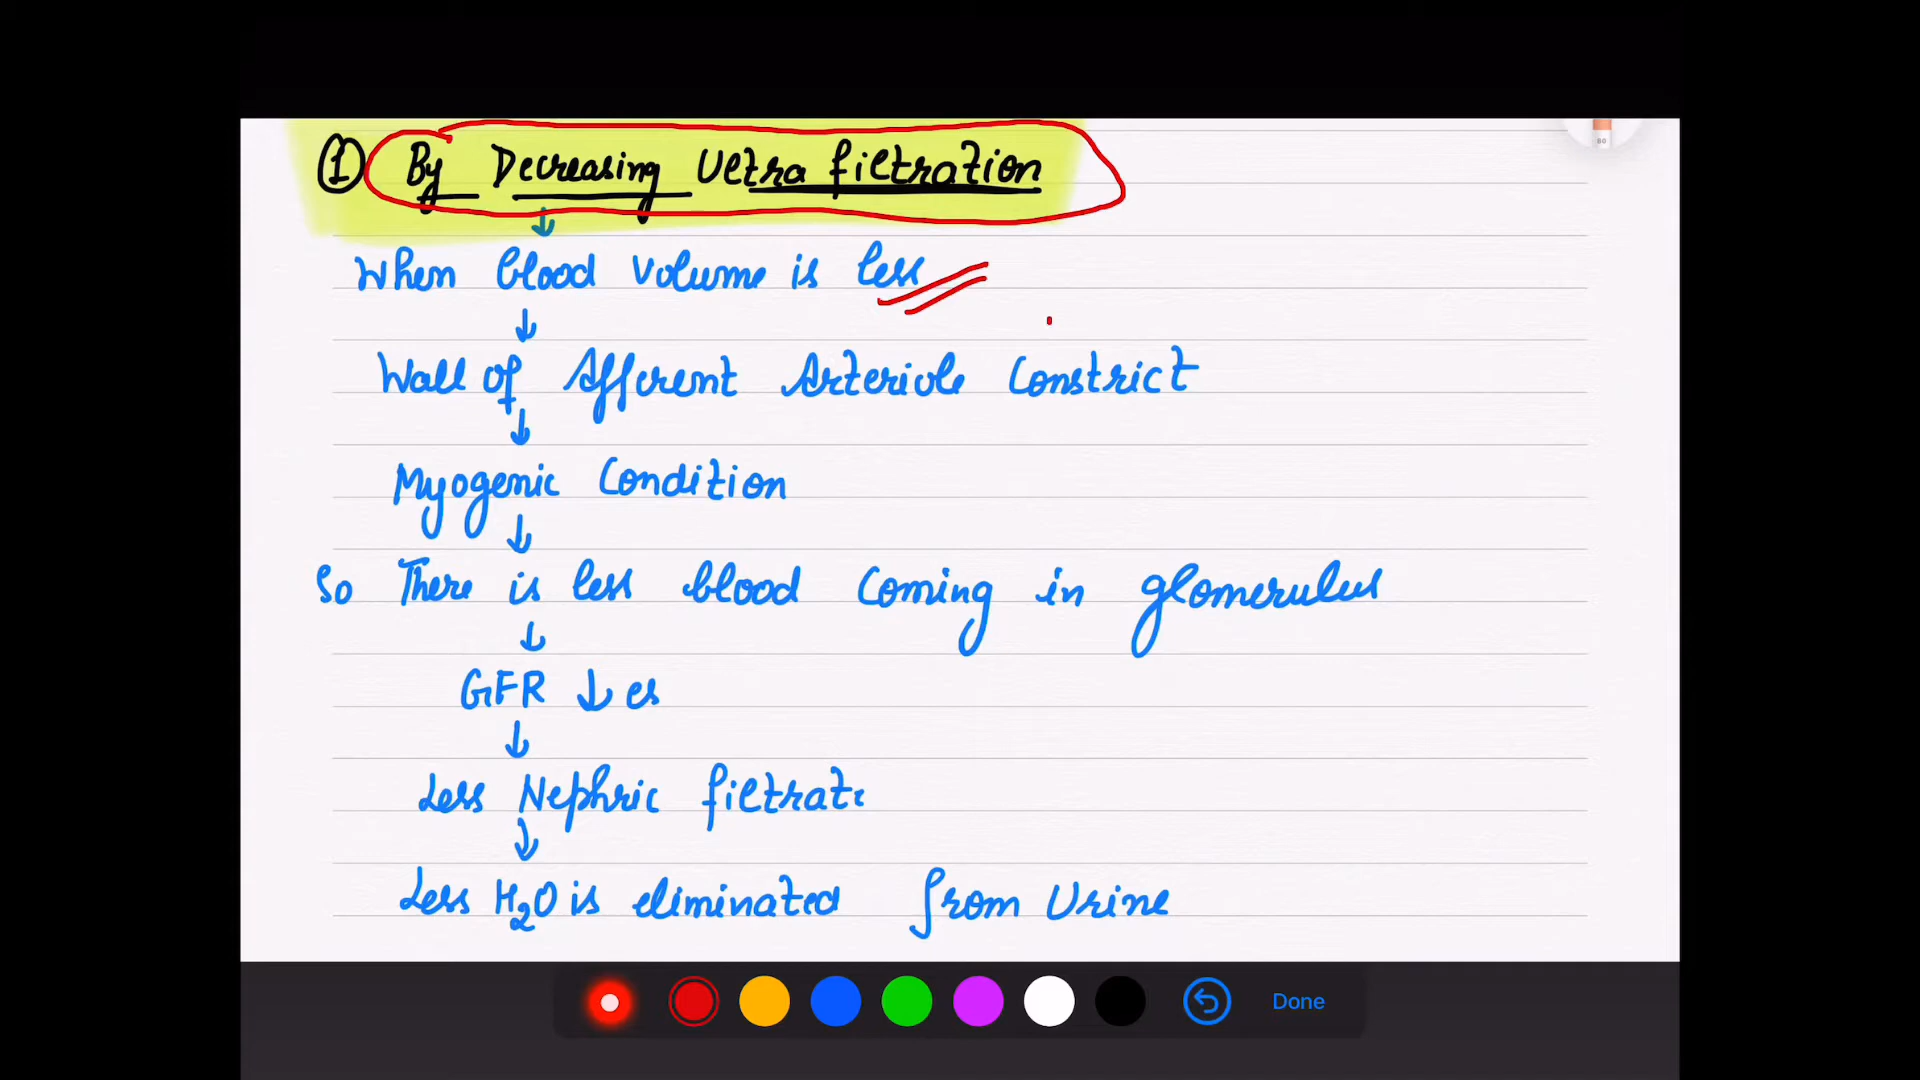 ① By Decreasing Ultra filtration
↓
When blood volume is less
↓
Wall of Afferent Arteriole Constrict
↓
Myogenic Condition
↓
So There is less blood Coming in glomerulus
↓
GFR ↓ es
↓
Less Nephric filtrate
↓
Less H₂O is eliminated from Urine
80
Done